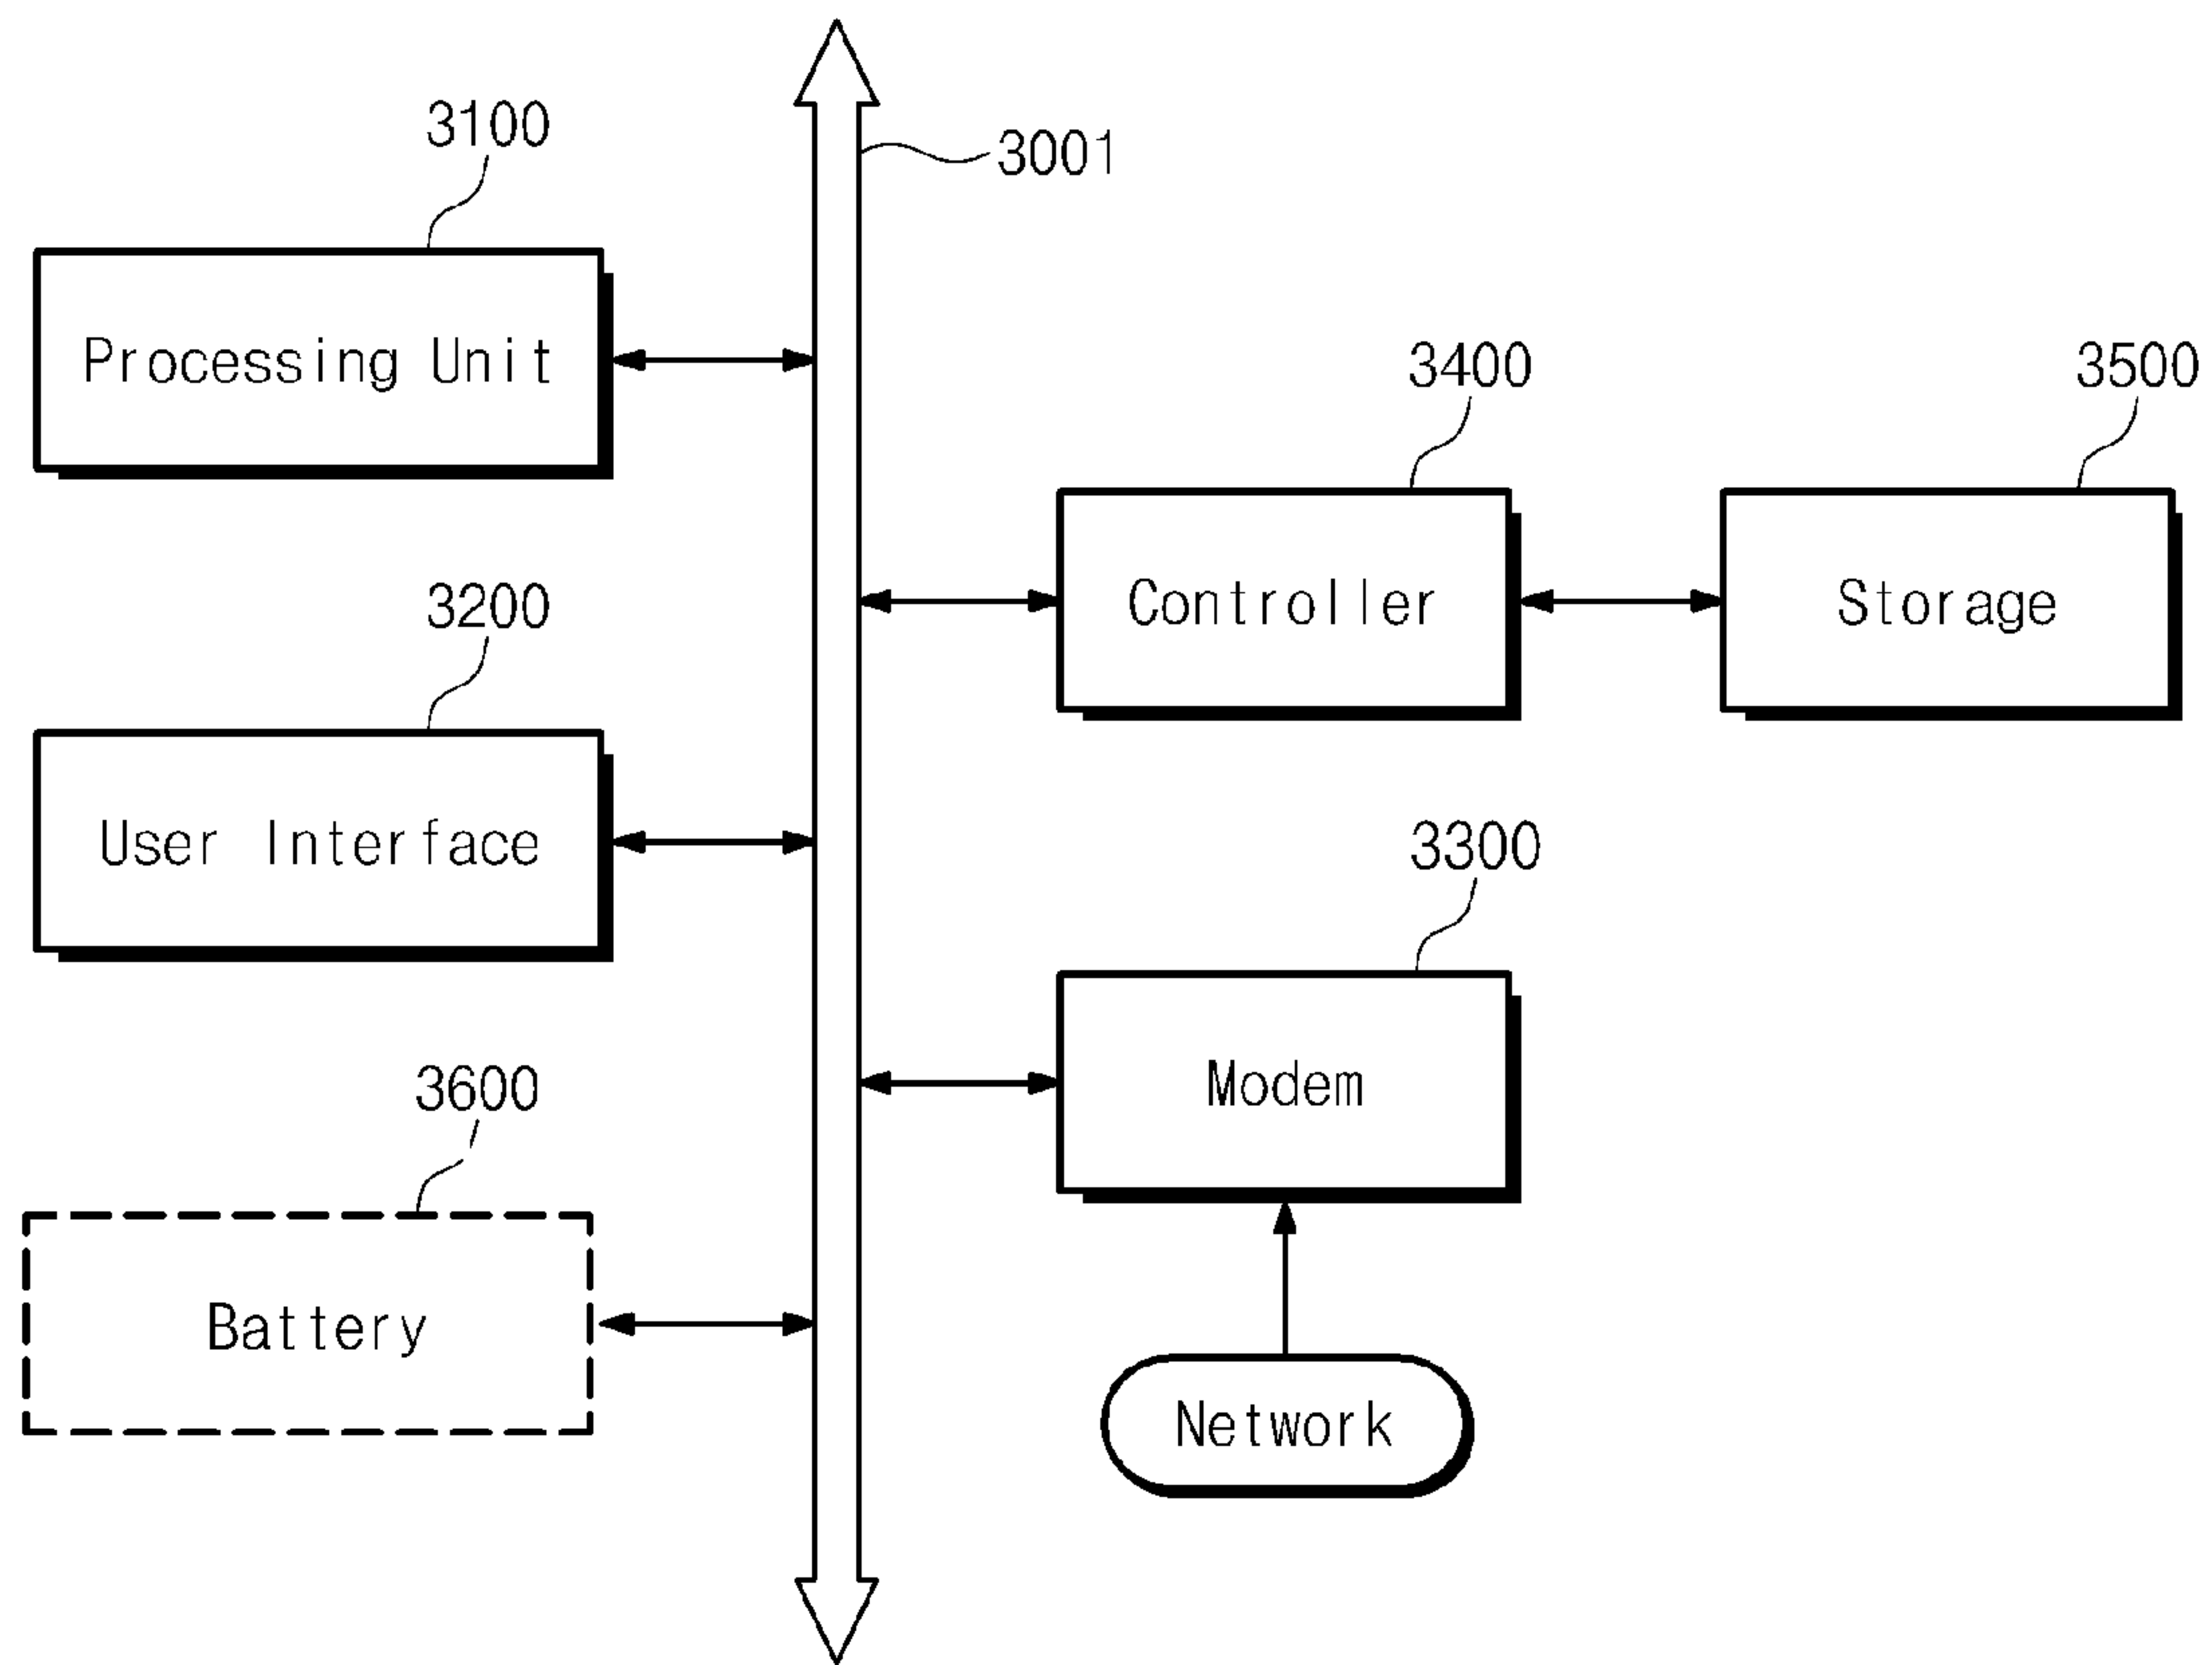 3100
3001
Processing Unit
3400
3500
Controller
Storage
3200
User Interface
3300
Modem
3600
Battery
Network